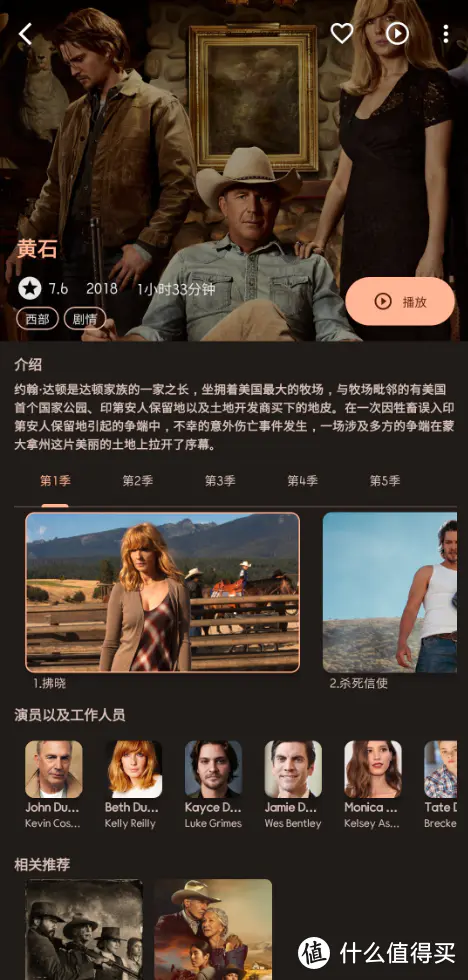 黄石
7.6 2018 1小时33分钟
播放
西部 剧情
介绍
约翰·达顿是达顿家族的一家之长，坐拥着美国最大的牧场，与牧场毗邻的有美国
首个国家公园、印第安人保留地以及土地开发商买下的地皮。在一次因牲畜误入印
第安人保留地引起的争端中，不幸的意外伤亡事件发生，一场涉及多方的争端在蒙
大拿州这片美丽的土地上拉开了序幕。
第1季 第2季 第3季 第4季 第5季
1.拂晓 2.杀死信使
演员以及工作人员
John Du... Beth Du... Kayce D... Jamie D... Monica ... Tate D
Kevin Cos... Kelly Reilly Luke Grimes Wes Bentley Kelsey As... Brecke
相关推荐
值 什么值得买